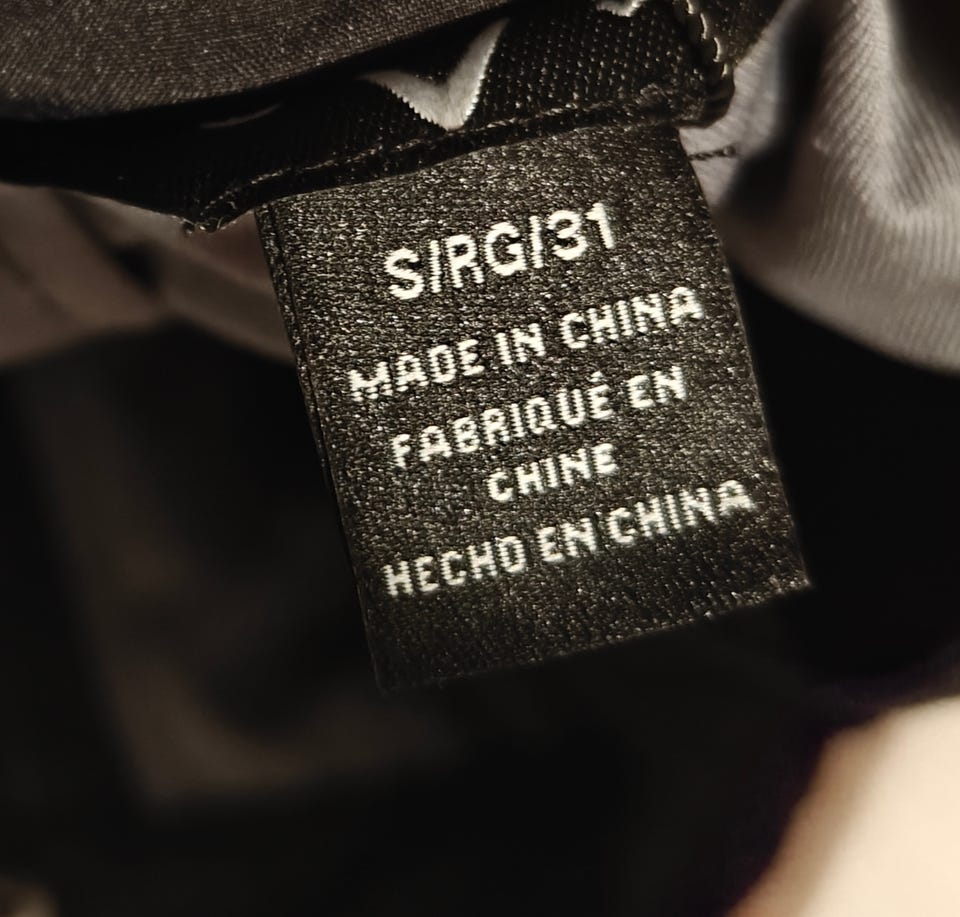 S/RG/31
MADE IN CHINA
FABRIQUÉ EN
CHINE
HECHO EN CHINA